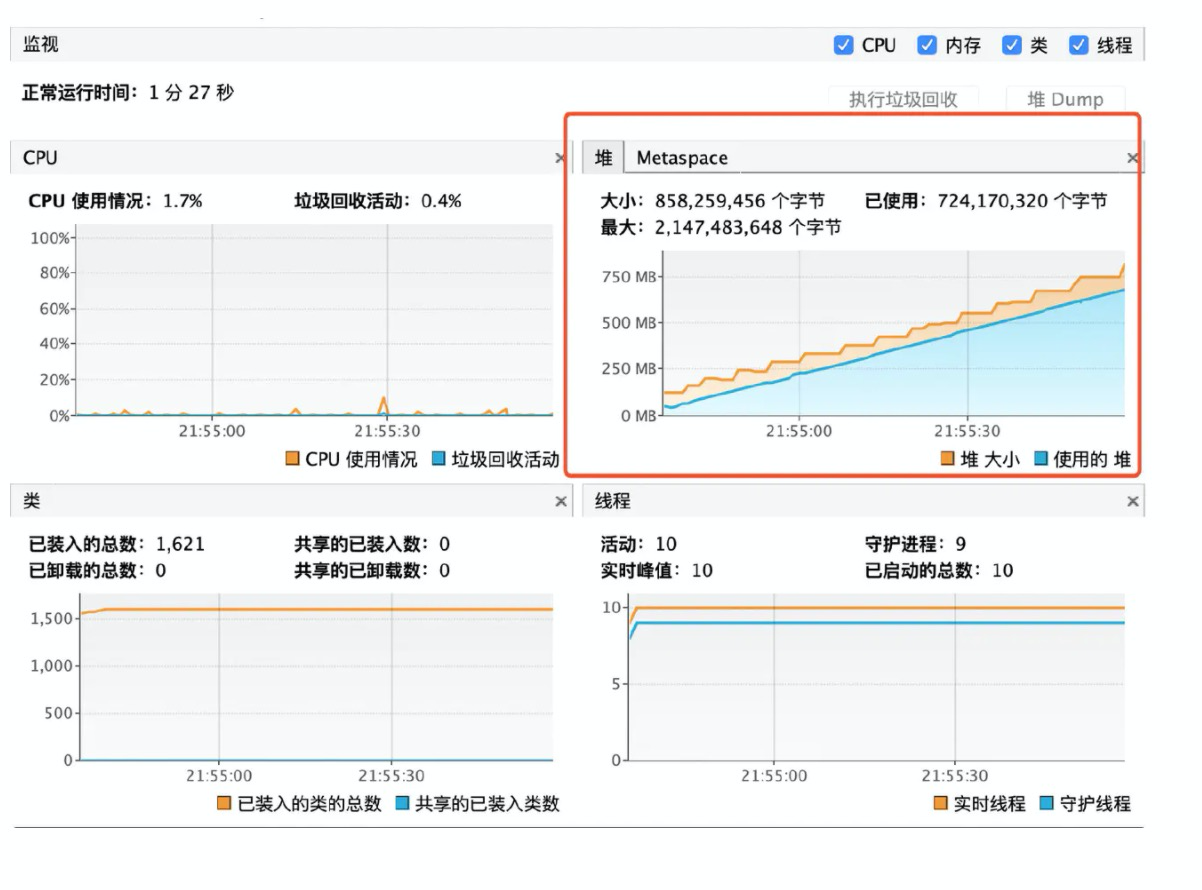 监视
CPU 内存 类 线程
正常运行时间：1 分 27 秒
执行垃圾回收 堆 Dump
CPU ×
CPU 使用情况：1.7% 垃圾回收活动：0.4%
100%
80%
60%
40%
20%
0%
21:55:00 21:55:30
CPU 使用情况 垃圾回收活动
堆 Metaspace ×
大小：858,259,456 个字节 已使用：724,170,320 个字节
最大：2,147,483,648 个字节
750 MB
500 MB
250 MB
0 MB
21:55:00 21:55:30
堆 大小 使用的 堆
类 ×
已装入的总数：1,621 共享的已装入数：0
已卸载的总数：0 共享的已卸载数：0
1,500
1,000
500
0
21:55:00 21:55:30
已装入的类的总数 共享的已装入类数
线程 ×
活动：10 守护进程：9
实时峰值：10 已启动的总数：10
10
5
0
21:55:00 21:55:30
实时线程 守护线程